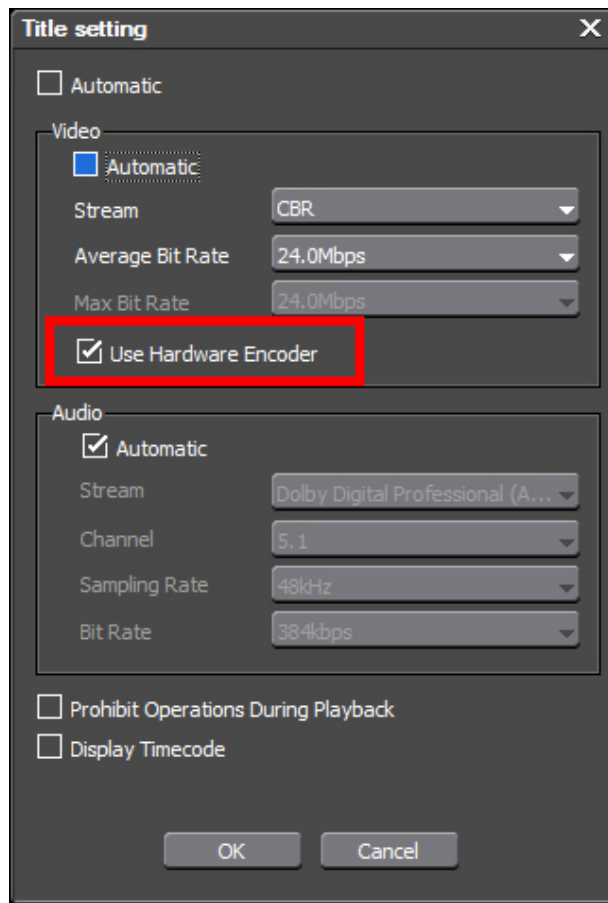 Title setting
Automatic
Video
Automatic
Stream CBR
Average Bit Rate 24.0Mbps
Max Bit Rate 24.0Mbps
Use Hardware Encoder
Audio
Automatic
Stream Dolby Digital Professional (A...
Channel 5.1
Sampling Rate 48kHz
Bit Rate 384kbps
Prohibit Operations During Playback
Display Timecode
OK Cancel